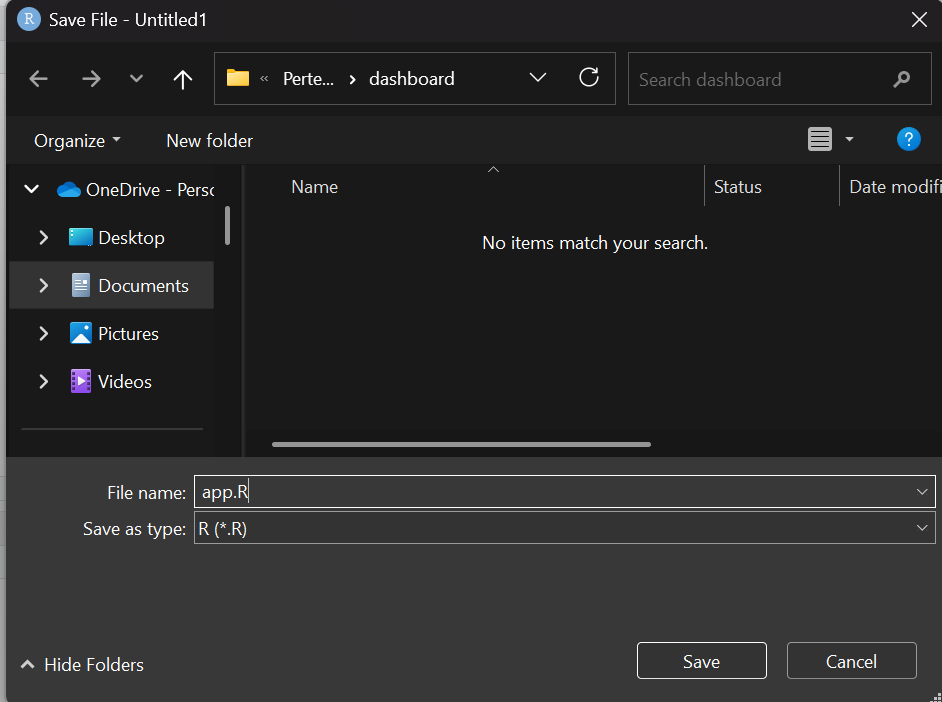 R Save File - Untitled1
« Perte... › dashboard
Search dashboard
Organize
New folder
?
OneDrive - Perso
Desktop
Documents
Pictures
Videos
Name
Status
Date modifi
No items match your search.
File name: app.R
Save as type: R (*.R)
Hide Folders
Save
Cancel